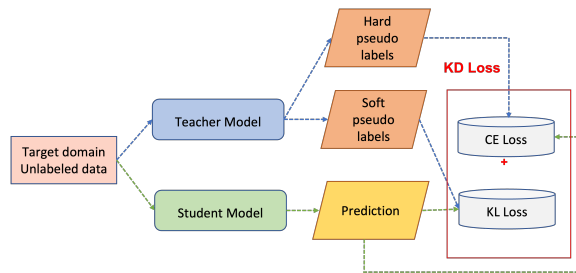 Hard
pseudo
labels
KD Loss
Teacher Model
Soft
pseudo
labels
CE Loss
+
Target domain
Unlabeled data
Student Model
Prediction
KL Loss